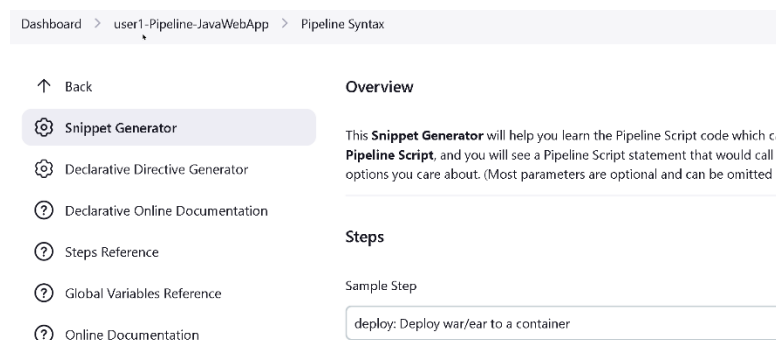 Dashboard > user1-Pipeline-JavaWebApp > Pipeline Syntax
Back
Snippet Generator
Declarative Directive Generator
Declarative Online Documentation
Steps Reference
Global Variables Reference
Online Documentation
Overview
This Snippet Generator will help you learn the Pipeline Script code which
Pipeline Script, and you will see a Pipeline Script statement that would call
options you care about. (Most parameters are optional and can be omitted
Steps
Sample Step
deploy: Deploy war/ear to a container